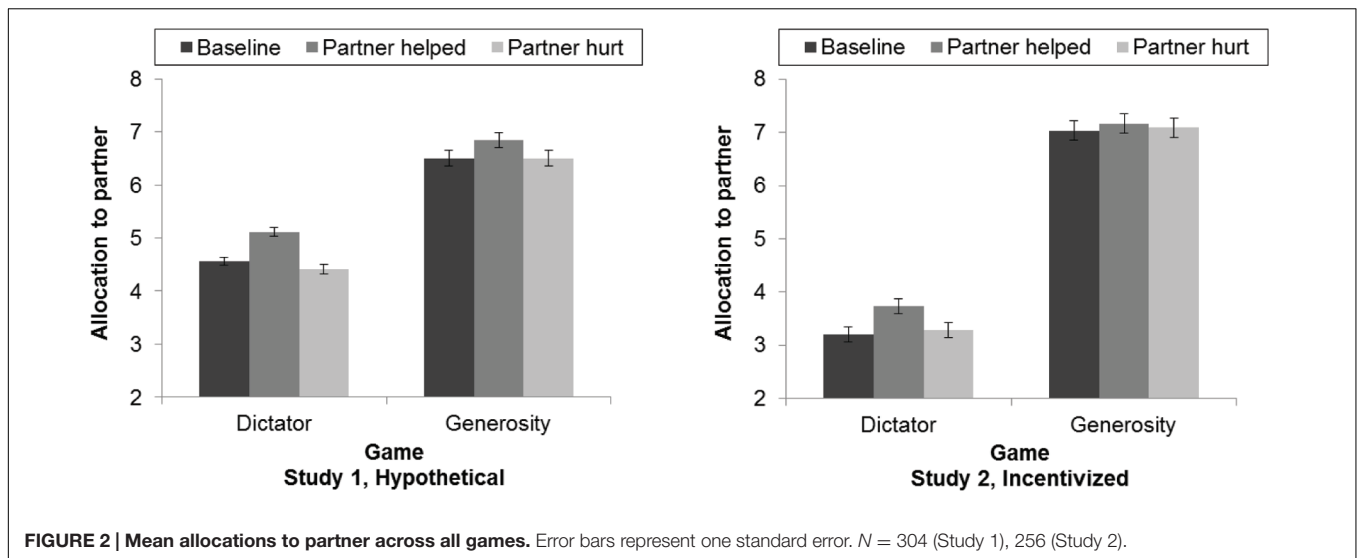 Baseline Partner helped Partner hurt
8
7
6
5
4
3
2
Allocation to partner
Dictator Generosity
Game
Study 1, Hypothetical
Baseline Partner helped Partner hurt
8
7
6
5
4
3
2
Allocation to partner
Dictator Generosity
Game
Study 2, Incentivized
FIGURE 2 | Mean allocations to partner across all games. Error bars represent one standard error. N = 304 (Study 1), 256 (Study 2).